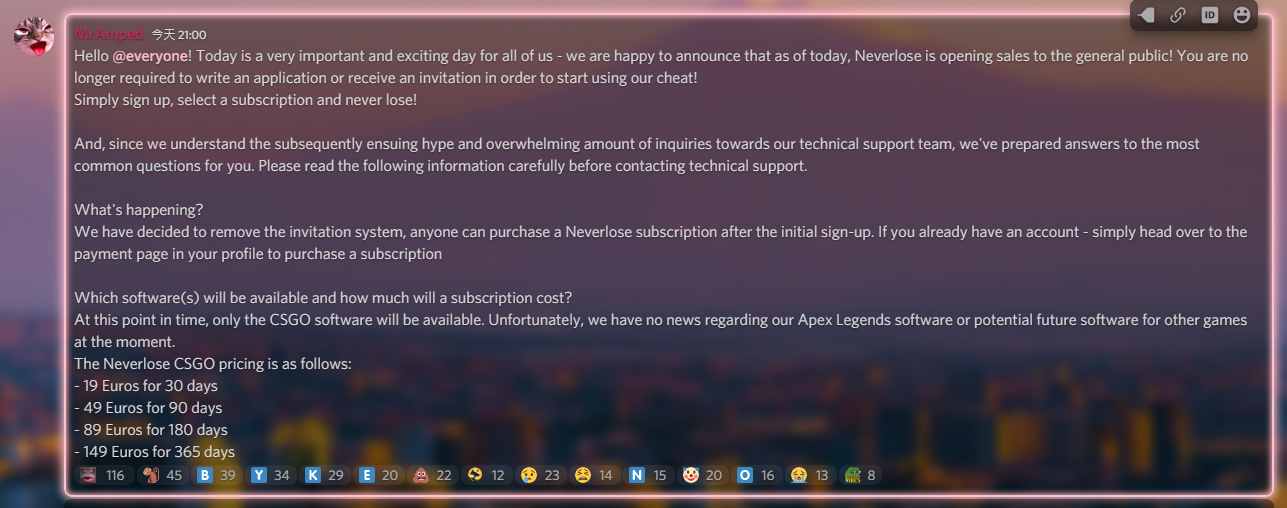 MrAmped 今天 21:00
Hello @everyone! Today is a very important and exciting day for all of us - we are happy to announce that as of today, Neverlose is opening sales to the general public! You are no
longer required to write an application or receive an invitation in order to start using our cheat!
Simply sign up, select a subscription and never lose!
And, since we understand the subsequently ensuing hype and overwhelming amount of inquiries towards our technical support team, we've prepared answers to the most
common questions for you. Please read the following information carefully before contacting technical support.
What's happening?
We have decided to remove the invitation system, anyone can purchase a Neverlose subscription after the initial sign-up. If you already have an account - simply head over to the
payment page in your profile to purchase a subscription
Which software(s) will be available and how much will a subscription cost?
At this point in time, only the CSGO software will be available. Unfortunately, we have no news regarding our Apex Legends software or potential future software for other games
at the moment.
The Neverlose CSGO pricing is as follows:
- 19 Euros for 30 days
- 49 Euros for 90 days
- 89 Euros for 180 days
- 149 Euros for 365 days
116 45 B 39 Y 34 K 29 E 20 22 12 23 14 N 15 20 O 16 13 8
ID